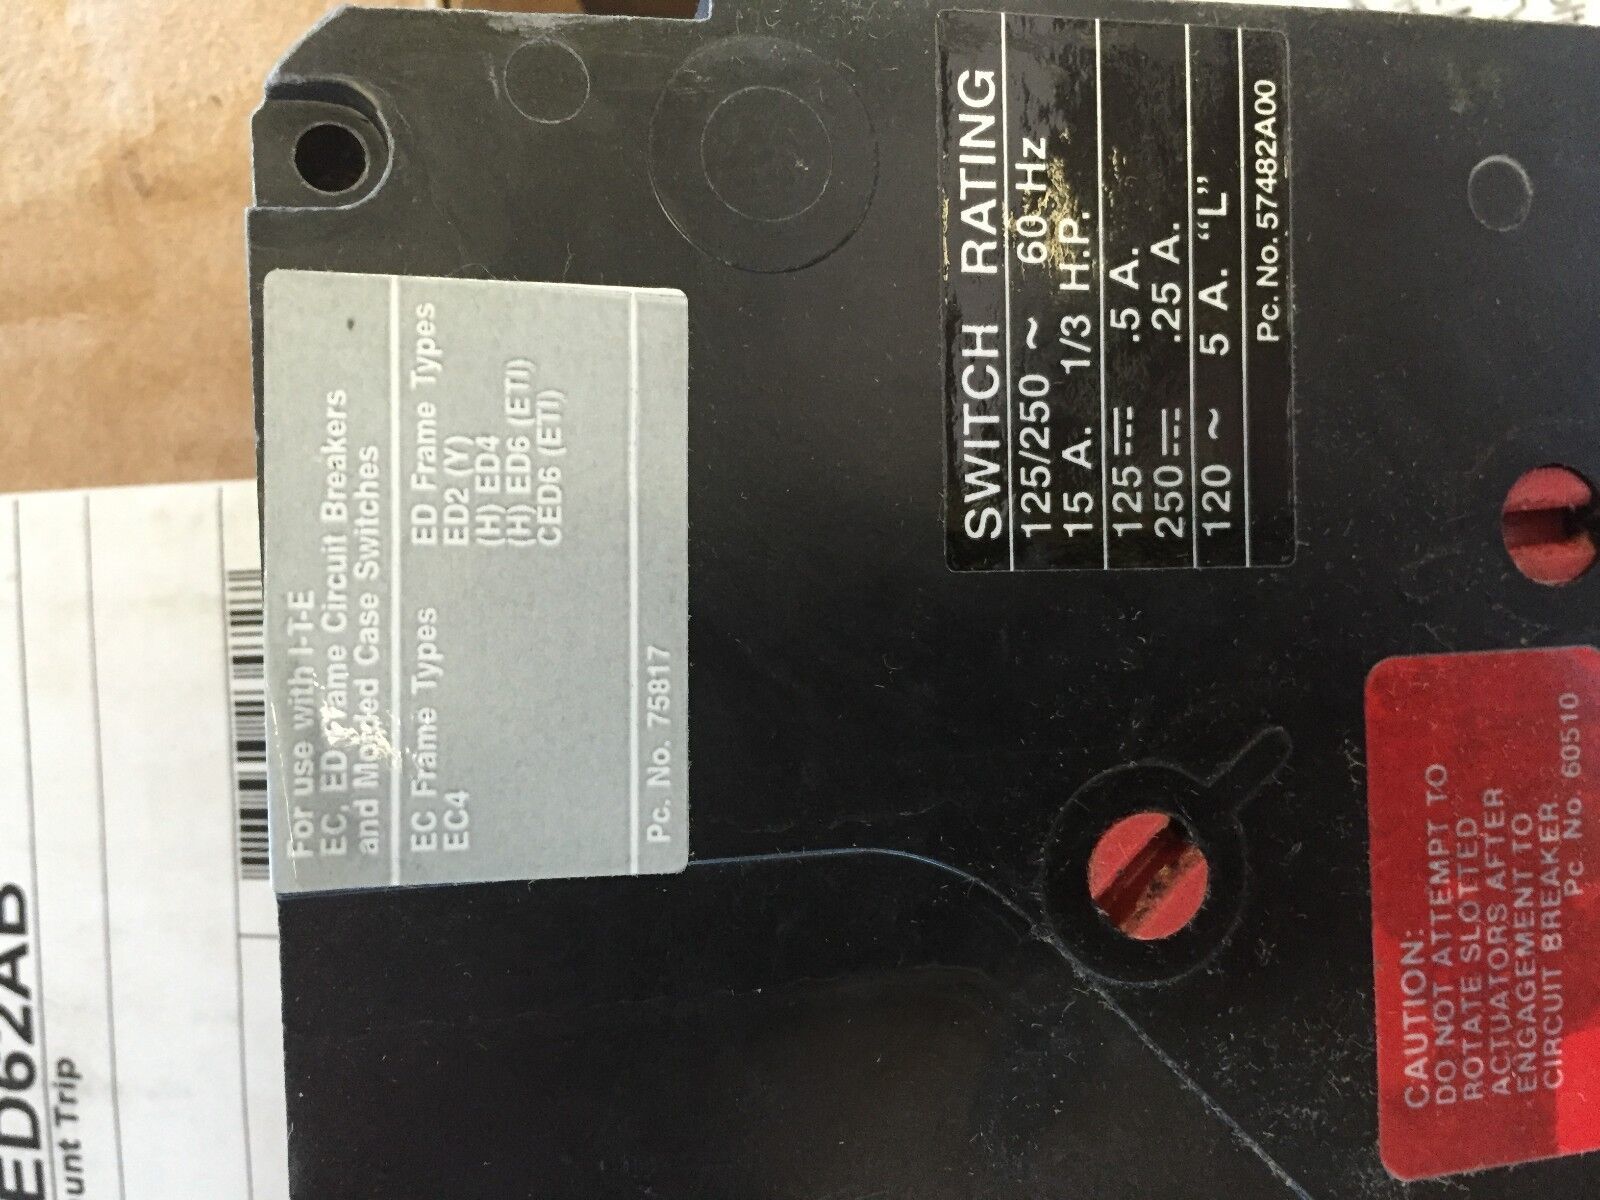 For use with I-T-E
EC, ED Frame Circuit Breakers
and Molded Case Switches
EC Frame Types
EC4
ED Frame Types
ED2 (Y)
(H) ED4
(H) ED6 (ETI)
CED6 (ETI)
Pc. No. 75817
SWITCH RATING
125/250 ~ 60 Hz
15 A. 1/3 H.P.
125⎓ .5 A.
250⎓ .25 A.
120 ~ 5 A. “L”
Pc. No. 57482A00
CAUTION:
DO NOT ATTEMPT TO
ROTATE SLOTTED
ACTUATORS AFTER
ENGAGEMENT TO
CIRCUIT BREAKER
Pc. No. 60510
ED62AB
unt Trip